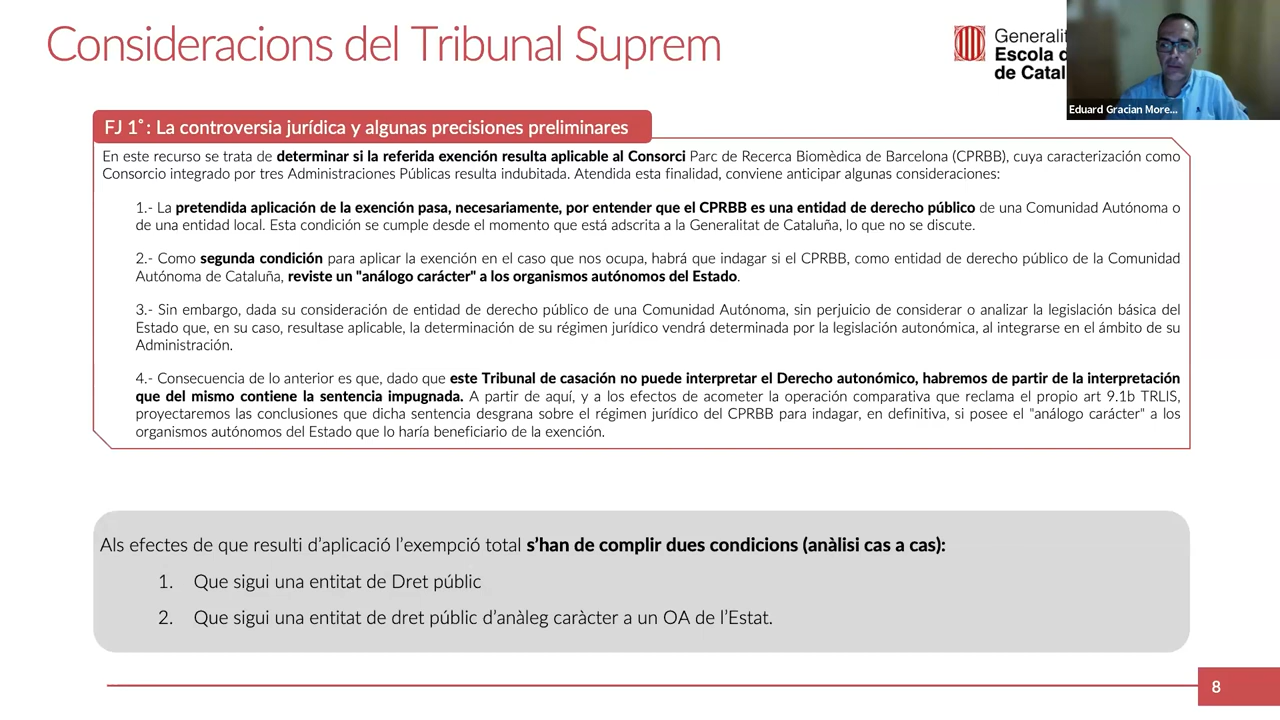 Consideracions del Tribunal Suprem
Generalit
Escola d
de Catal
Eduard Gracian More...
FJ 1º: La controversia jurídica y algunas precisiones preliminares
En este recurso se trata de determinar si la referida exención resulta aplicable al Consorci Parc de Recerca Biomèdica de Barcelona (CPRBB), cuya caracterización como
Consorcio integrado por tres Administraciones Públicas resulta indubitada. Atendida esta finalidad, conviene anticipar algunas consideraciones:
1.- La pretendida aplicación de la exención pasa, necesariamente, por entender que el CPRBB es una entidad de derecho público de una Comunidad Autónoma o
de una entidad local. Esta condición se cumple desde el momento que está adscrita a la Generalitat de Cataluña, lo que no se discute.
2.- Como segunda condición para aplicar la exención en el caso que nos ocupa, habrá que indagar si el CPRBB, como entidad de derecho público de la Comunidad
Autónoma de Cataluña, reviste un "análogo carácter" a los organismos autónomos del Estado.
3.- Sin embargo, dada su consideración de entidad de derecho público de una Comunidad Autónoma, sin perjuicio de considerar o analizar la legislación básica del
Estado que, en su caso, resultase aplicable, la determinación de su régimen jurídico vendrá determinada por la legislación autonómica, al integrarse en el ámbito de su
Administración.
4.- Consecuencia de lo anterior es que, dado que este Tribunal de casación no puede interpretar el Derecho autonómico, habremos de partir de la interpretación
que del mismo contiene la sentencia impugnada. A partir de aquí, y a los efectos de acometer la operación comparativa que reclama el propio art 9.1b TRLIS,
proyectaremos las conclusiones que dicha sentencia desgrana sobre el régimen jurídico del CPRBB para indagar, en definitiva, si posee el "análogo carácter" a los
organismos autónomos del Estado que lo haría beneficiario de la exención.
Als efectes de que resulti d'aplicació l'exempció total s'han de complir dues condicions (anàlisi cas a cas):
1. Que sigui una entitat de Dret públic
2. Que sigui una entitat de dret públic d'anàleg caràcter a un OA de l'Estat.
8